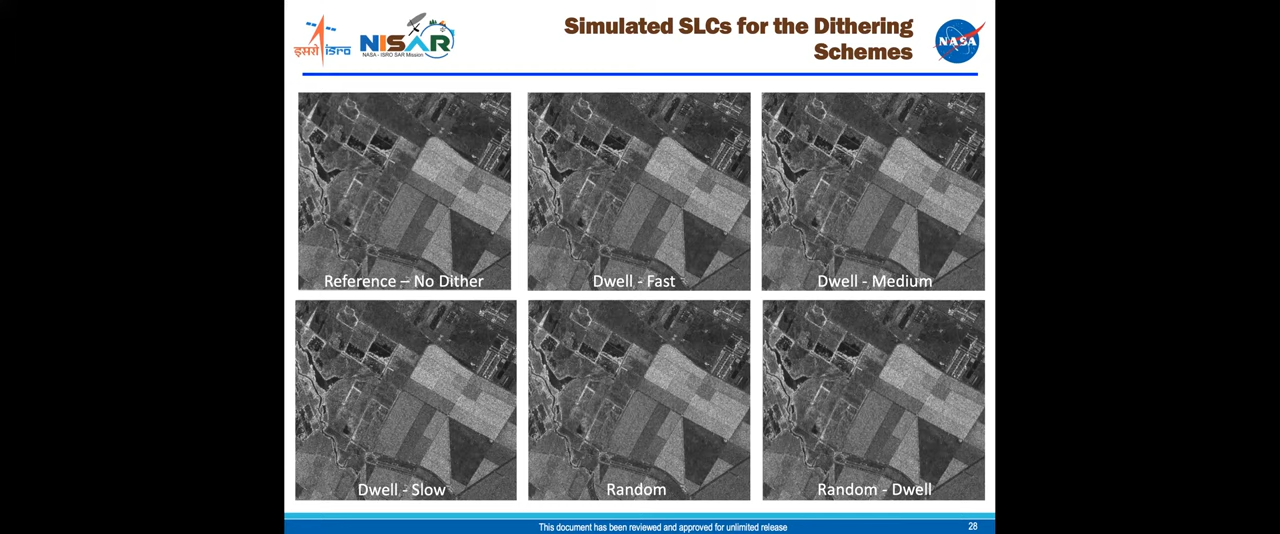 इसरो isro
NISAR
NASA - ISRO SAR Mission
Simulated SLCs for the Dithering
Schemes
NASA
Reference – No Dither
Dwell - Fast
Dwell - Medium
Dwell - Slow
Random
Random - Dwell
This document has been reviewed and approved for unlimited release
28